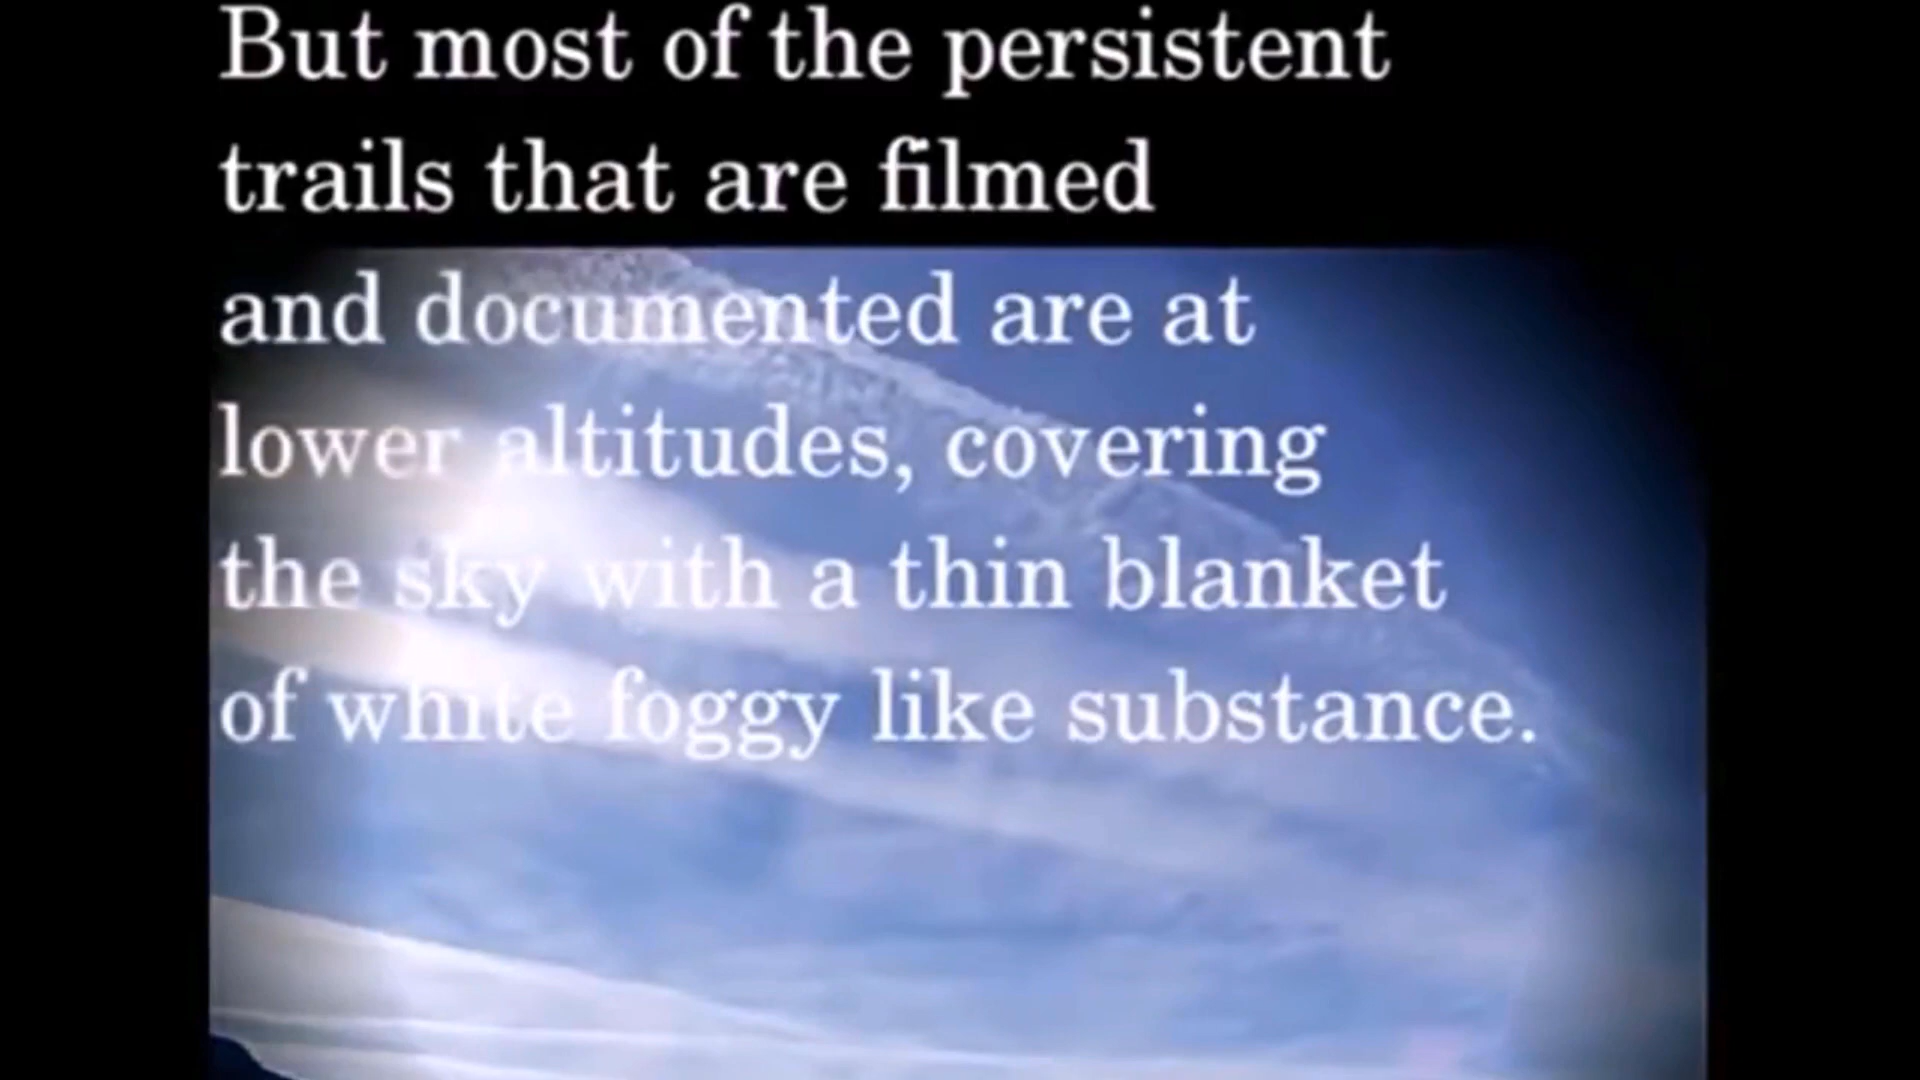 But most of the persistent
trails that are filmed
and documented are at
lower altitudes, covering
the sky with a thin blanket
of white foggy like substance.